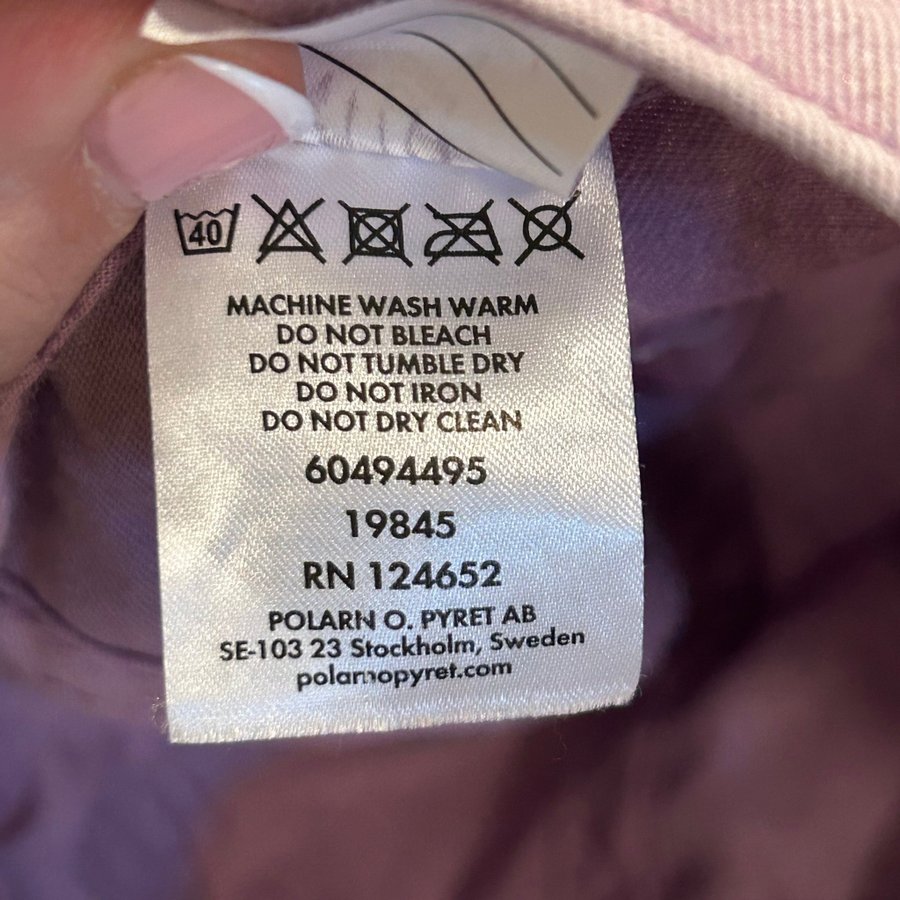 40
MACHINE WASH WARM
DO NOT BLEACH
DO NOT TUMBLE DRY
DO NOT IRON
DO NOT DRY CLEAN
60494495
19845
RN 124652
POLARN O. PYRET AB
SE-103 23 Stockholm, Sweden
polarnopyret.com